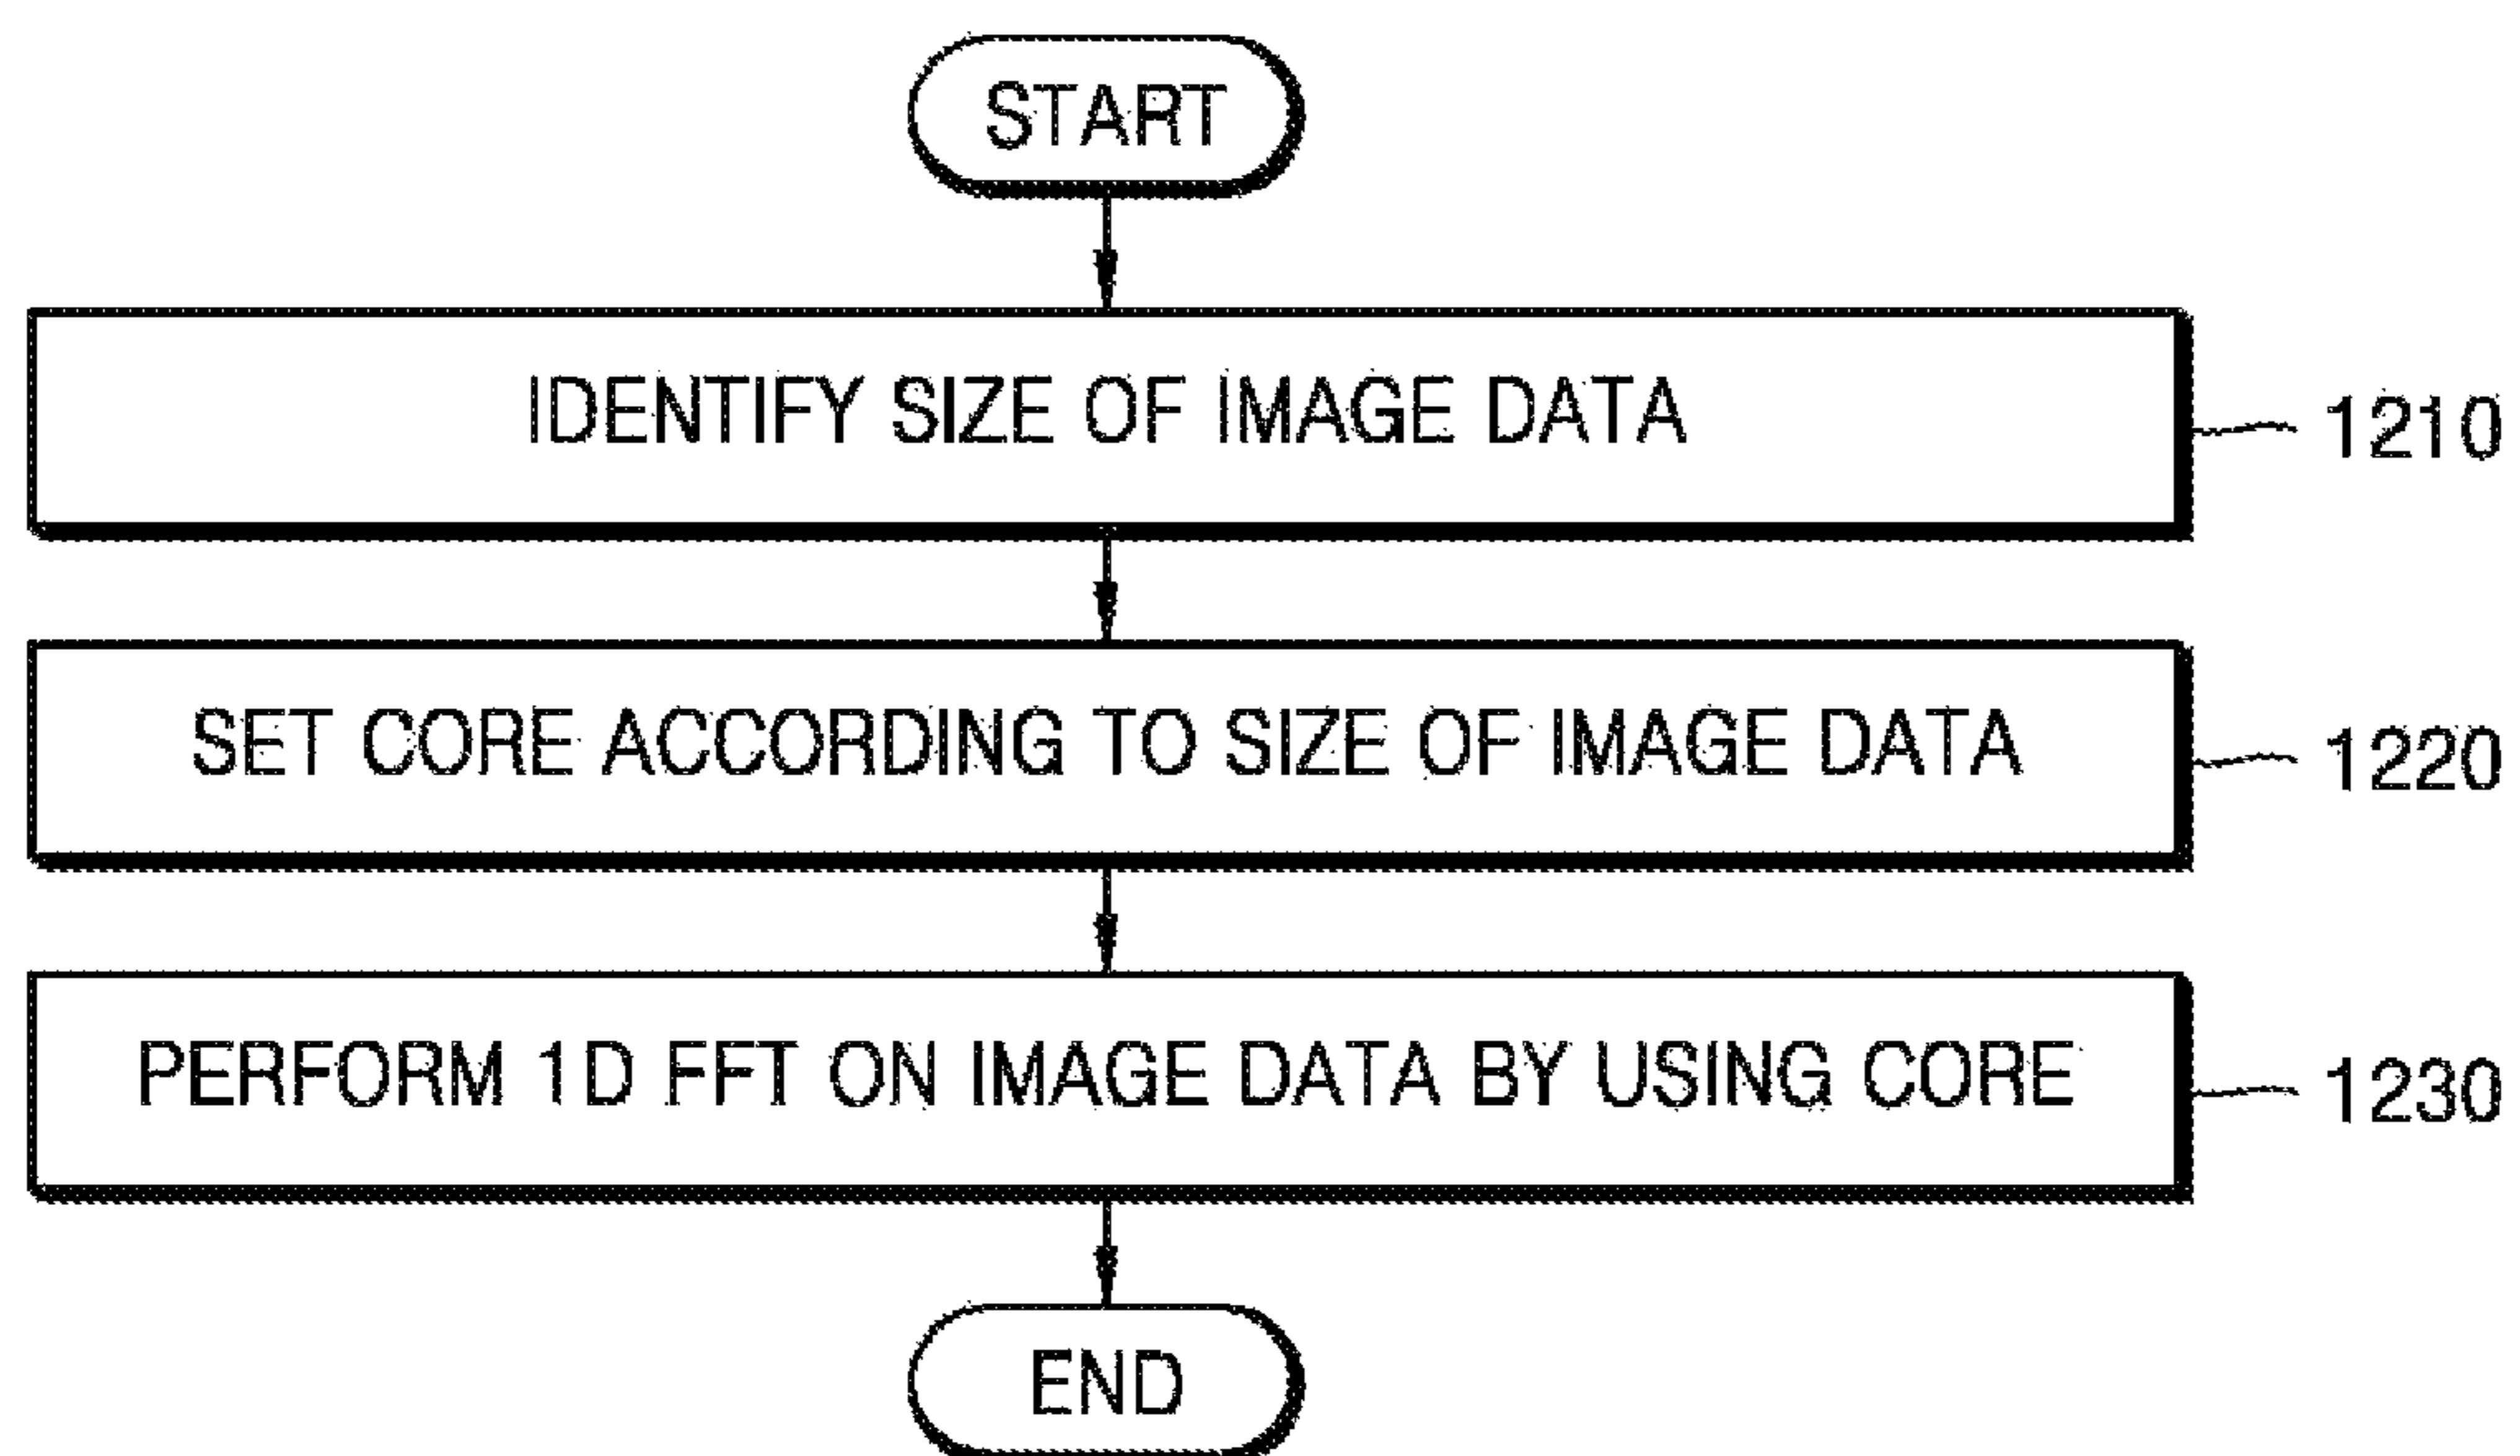 START
IDENTIFY SIZE OF IMAGE DATA
1210
SET CORE ACCORDING TO SIZE OF IMAGE DATA
1220
PERFORM 1D FFT ON IMAGE DATA BY USING CORE
1230
END